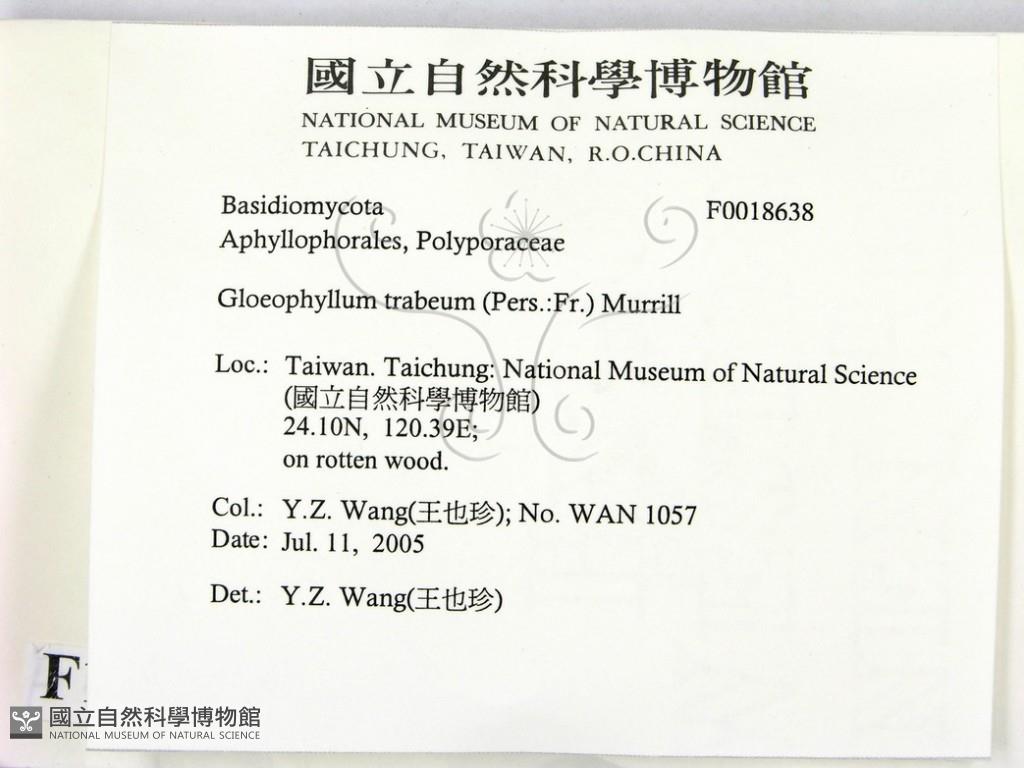 國立自然科學博物館
NATIONAL MUSEUM OF NATURAL SCIENCE
TAICHUNG, TAIWAN, R.O.CHINA
Basidiomycota F0018638
Aphyllophorales, Polyporaceae
Gloeophyllum trabeum (Pers.:Fr.) Murrill
Loc.: Taiwan. Taichung: National Museum of Natural Science
(國立自然科學博物館)
24.10N, 120.39E;
on rotten wood.
Col.: Y.Z. Wang(王也珍); No. WAN 1057
Date: Jul. 11, 2005
Det.: Y.Z. Wang(王也珍)
F
國立自然科學博物館
NATIONAL MUSEUM OF NATURAL SCIENCE